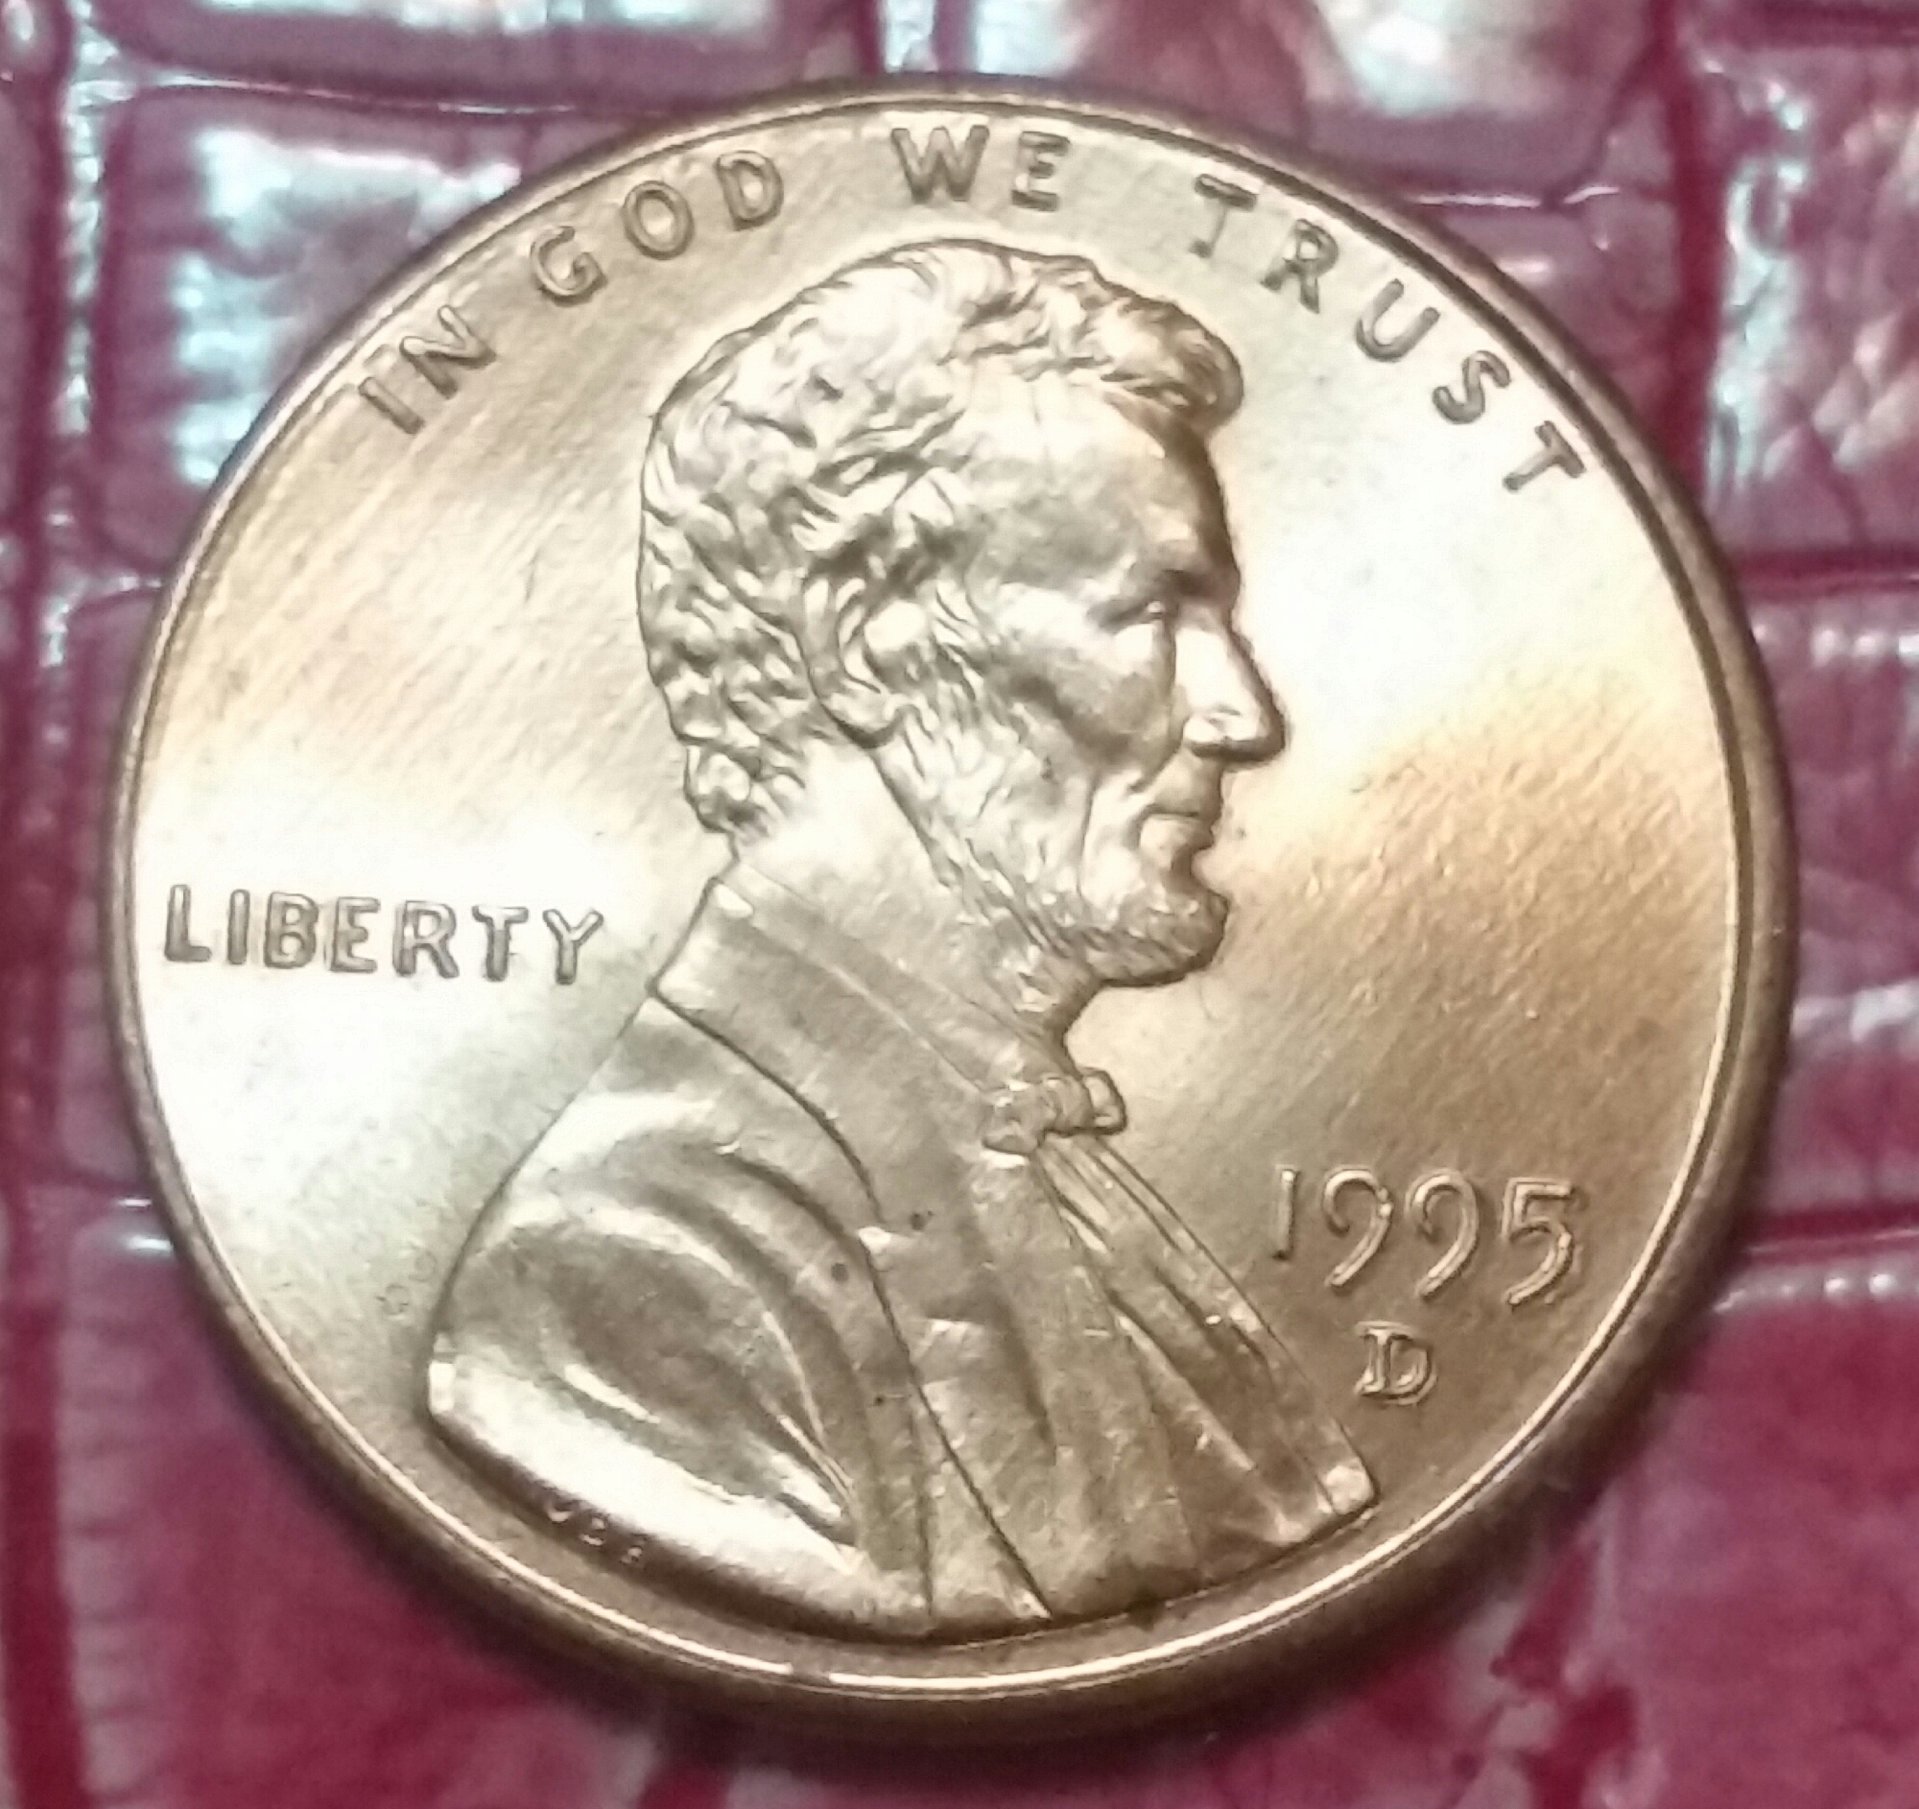 IN GOD WE TRUST
LIBERTY
1995
D